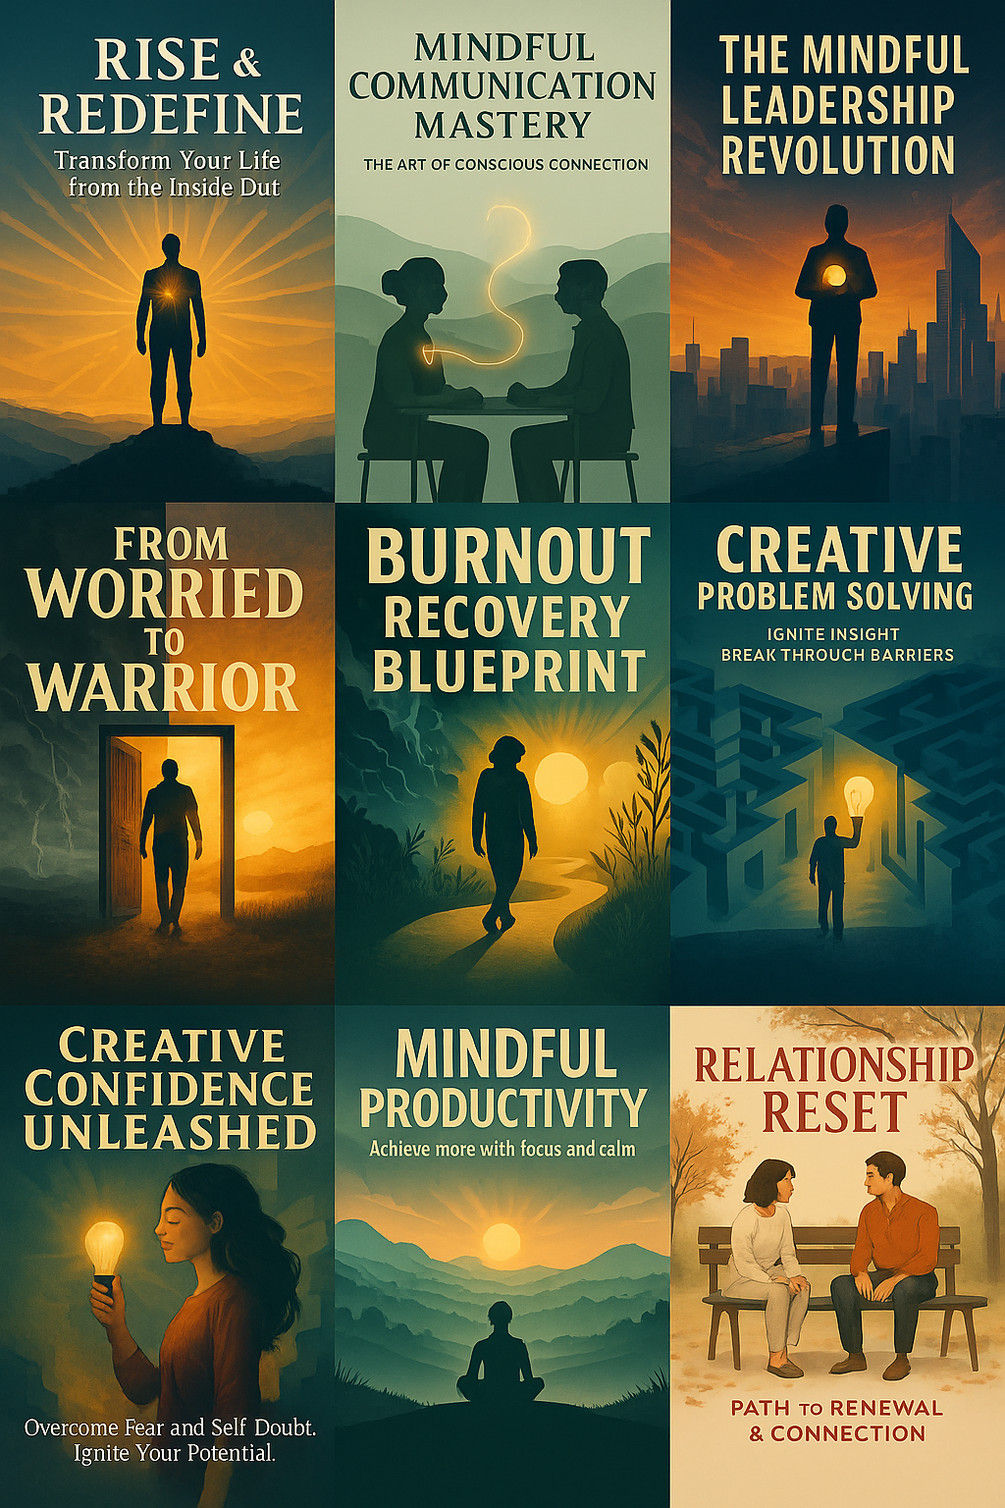 RISE &
REDEFINE
Transform Your Life
from the Inside Dut
MINDFUL
COMMUNICATION
MASTERY
THE ART OF CONSCIOUS CONNECTION
THE MINDFUL
LEADERSHIP
REVOLUTION
FROM
WORRIED
TO
WARRIOR
BURNOUT
RECOVERY
BLUEPRINT
CREATIVE
PROBLEM SOLVING
IGNITE INSIGHT
BREAK THROUGH BARRIERS
CREATIVE
CONFIDENCE
UNLEASHED
Overcome Fear and Self Doubt.
Ignite Your Potential.
MINDFUL
PRODUCTIVITY
Achieve more with focus and calm
RELATIONSHIP
RESET
PATH TO RENEWAL
& CONNECTION